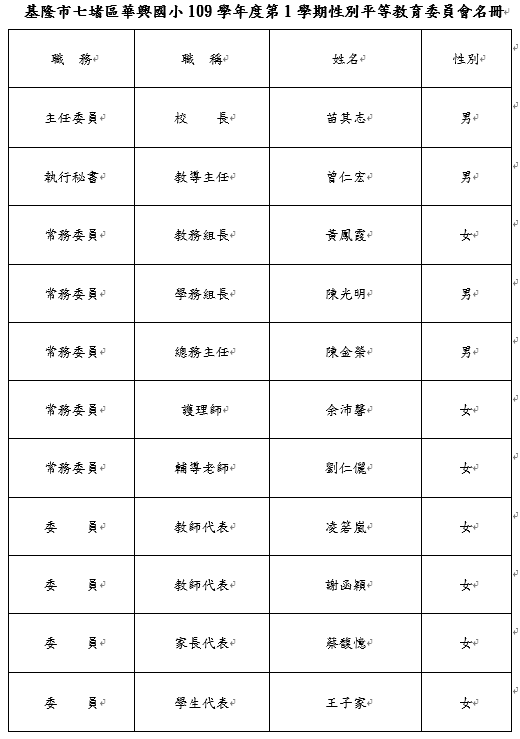 基隆市七堵區華興國小 109 學年度第 1 學期性別平等教育委員會名冊
職　務 職　稱 姓名 性別
主任委員 校　　長 苗其志 男
執行秘書 教導主任 曾仁宏 男
常務委員 教務組長 黃鳳霞 女
常務委員 學務組長 陳光明 男
常務委員 總務主任 陳金榮 男
常務委員 護理師 余沛馨 女
常務委員 輔導老師 劉仁儷 女
委　　員 教師代表 凌箬嵐 女
委　　員 教師代表 謝函穎 女
委　　員 家長代表 蔡馥憶 女
委　　員 學生代表 王子家 女